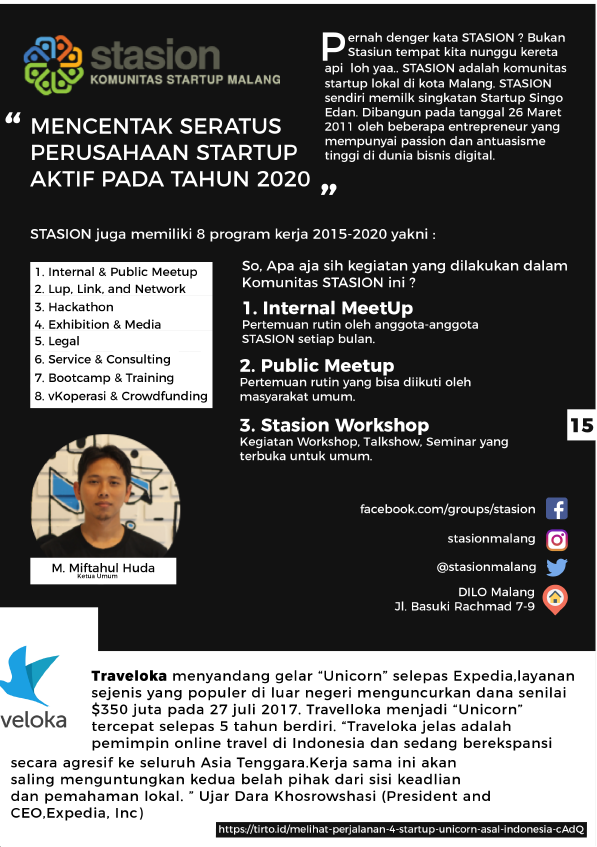 stasion
KOMUNITAS STARTUP MALANG
“
MENCENTAK SERATUS
PERUSAHAAN STARTUP
AKTIF PADA TAHUN 2020
”
Pernah denger kata STASION ? Bukan
Stasiun tempat kita nunggu kereta
api loh yaa.. STASION adalah komunitas
startup lokal di kota Malang. STASION
sendiri memilk singkatan Startup Singo
Edan. Dibangun pada tanggal 26 Maret
2011 oleh beberapa entrepreneur yang
mempunyai passion dan antuasisme
tinggi di dunia bisnis digital.
STASION juga memiliki 8 program kerja 2015-2020 yakni :
1. Internal & Public Meetup
2. Lup, Link, and Network
3. Hackathon
4. Exhibition & Media
5. Legal
6. Service & Consulting
7. Bootcamp & Training
8. vKoperasi & Crowdfunding
So, Apa aja sih kegiatan yang dilakukan dalam
Komunitas STASION ini ?
1. Internal MeetUp
Pertemuan rutin oleh anggota-anggota
STASION setiap bulan.
2. Public Meetup
Pertemuan rutin yang bisa diikuti oleh
masyarakat umum.
3. Stasion Workshop
Kegiatan Workshop, Talkshow, Seminar yang
terbuka untuk umum.
15
M. Miftahul Huda
Ketua Umum
facebook.com/groups/stasion
stasionmalang
@stasionmalang
DILO Malang
Jl. Basuki Rachmad 7-9
veloka
Traveloka menyandang gelar “Unicorn” selepas Expedia,layanan
sejenis yang populer di luar negeri menguncurkan dana senilai
$350 juta pada 27 juli 2017. Travelloka menjadi “Unicorn”
tercepat selepas 5 tahun berdiri. “Traveloka jelas adalah
pemimpin online travel di Indonesia dan sedang berekspansi
secara agresif ke seluruh Asia Tenggara.Kerja sama ini akan
saling menguntungkan kedua belah pihak dari sisi keadlian
dan pemahaman lokal. ” Ujar Dara Khosrowshasi (President and
CEO,Expedia, Inc)
https://tirto.id/melihat-perjalanan-4-startup-unicorn-asal-indonesia-cAdQ